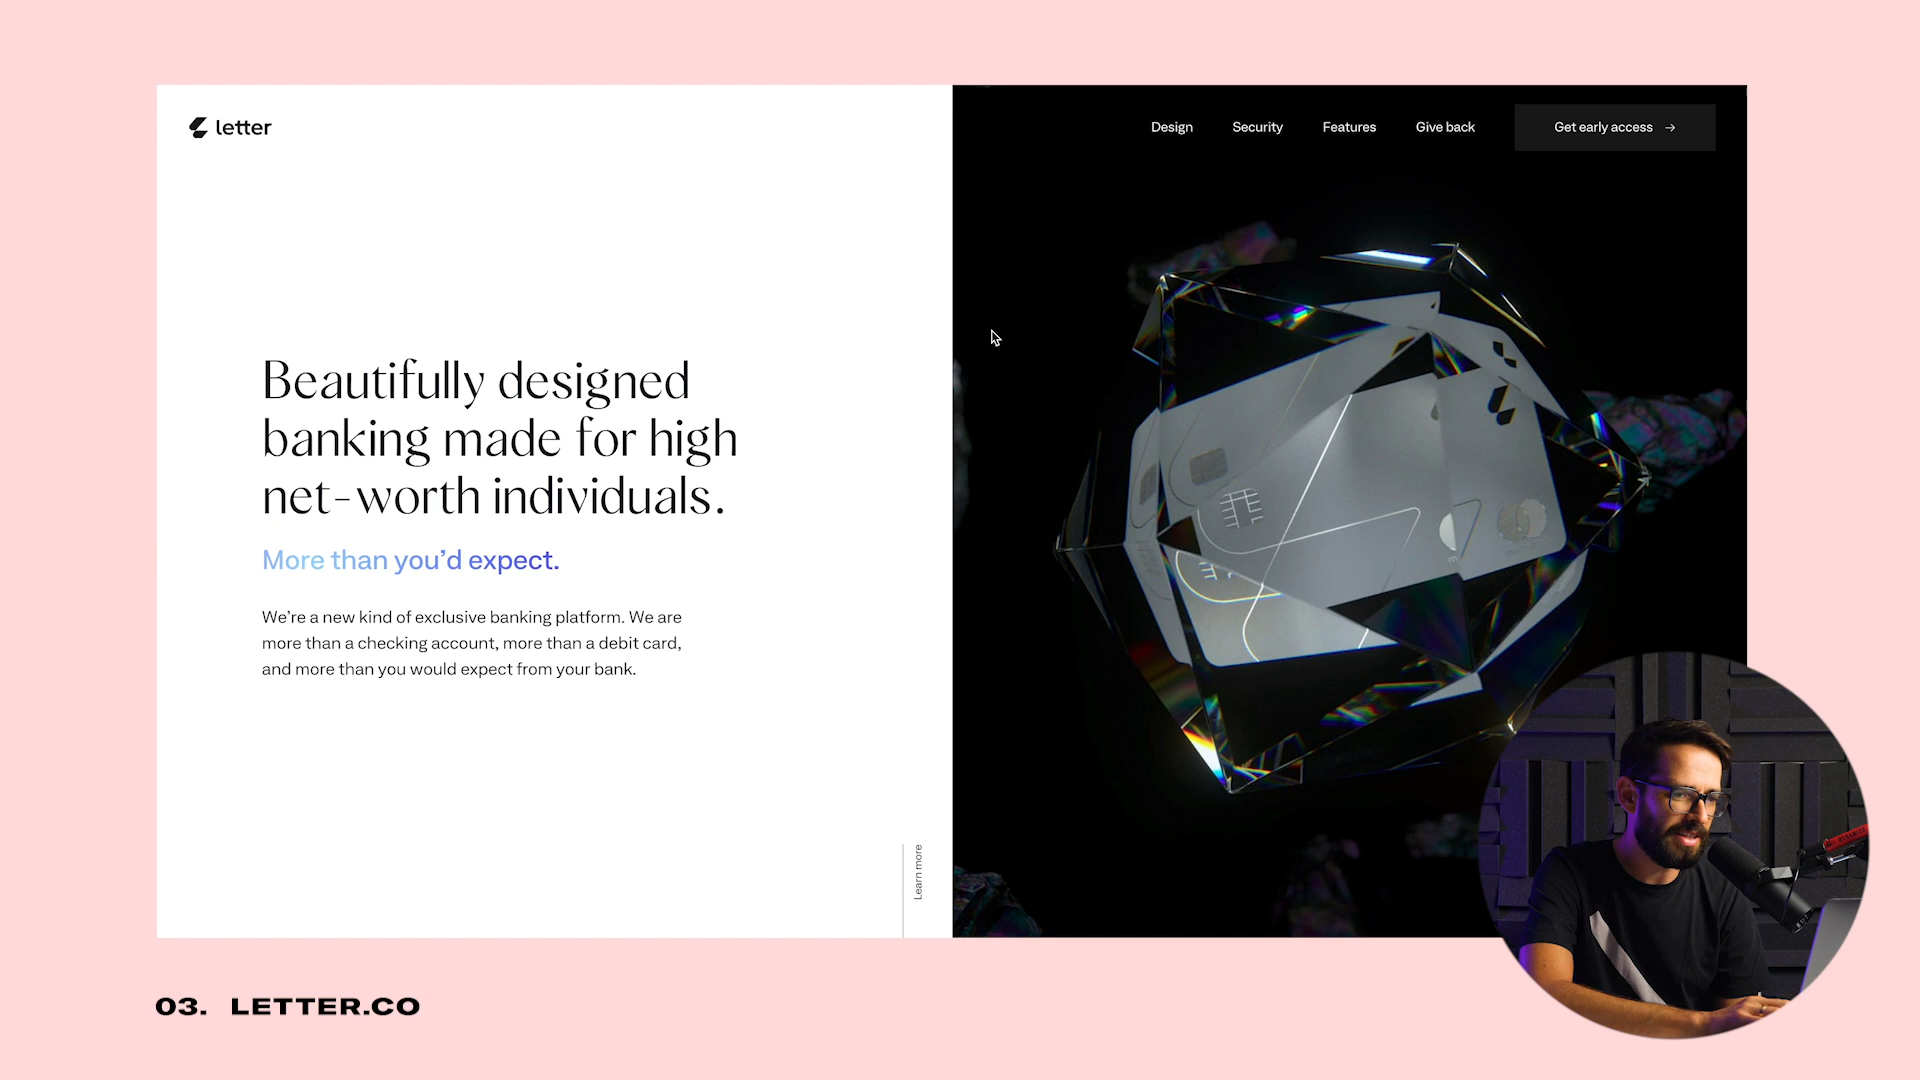 letter
Design
Security
Features
Give back
Get early access →
Beautifully designed
banking made for high
net-worth individuals.
More than you’d expect.
We’re a new kind of exclusive banking platform. We are
more than a checking account, more than a debit card,
and more than you would expect from your bank.
Learn more
03. LETTER.CO